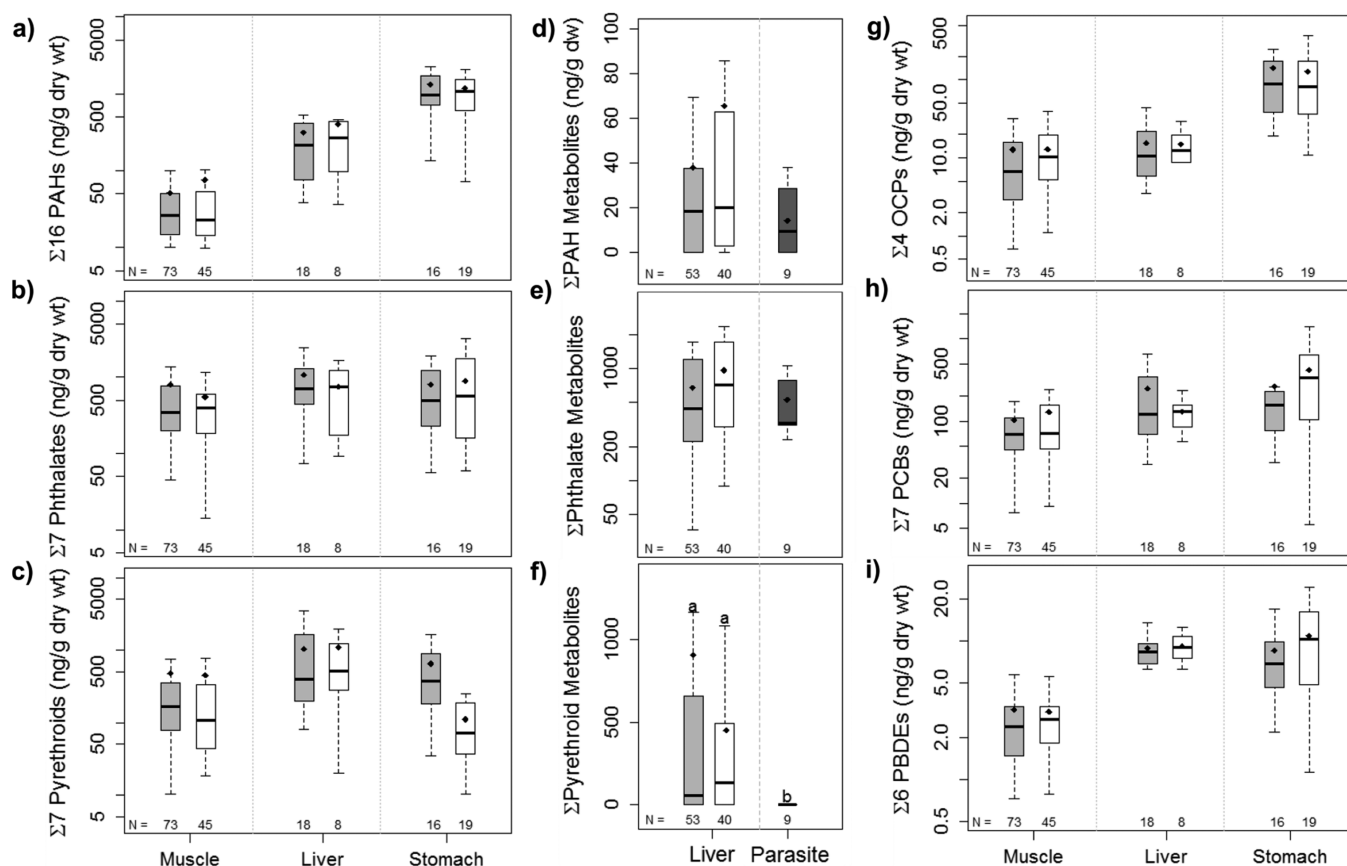 a)
Σ16 PAHs (ng/g dry wt)
5000
500
50
5
N = 73 45 18 8 16 19
b)
Σ7 Phthalates (ng/g dry wt)
5000
500
50
5
N = 73 45 18 8 16 19
c)
Σ7 Pyrethroids (ng/g dry wt)
5000
500
50
5
N = 73 45 18 8 16 19
Muscle Liver Stomach
d)
ΣPAH Metabolites (ng/g dw)
100
80
60
40
20
0
N = 53 40 9
e)
ΣPhthalate Metabolites
1000
200
50
N = 53 40 9
f)
ΣPyrethroid Metabolites
1000
500
0
a
a
b
N = 53 40 9
Liver Parasite
g)
Σ4 OCPs (ng/g dry wt)
500
50.0
10.0
2.0
0.5
N = 73 45 18 8 16 19
h)
Σ7 PCBs (ng/g dry wt)
500
100
20
5
N = 73 45 18 8 16 19
i)
Σ6 PBDEs (ng/g dry wt)
20.0
5.0
2.0
0.5
N = 73 45 18 8 16 19
Muscle Liver Stomach